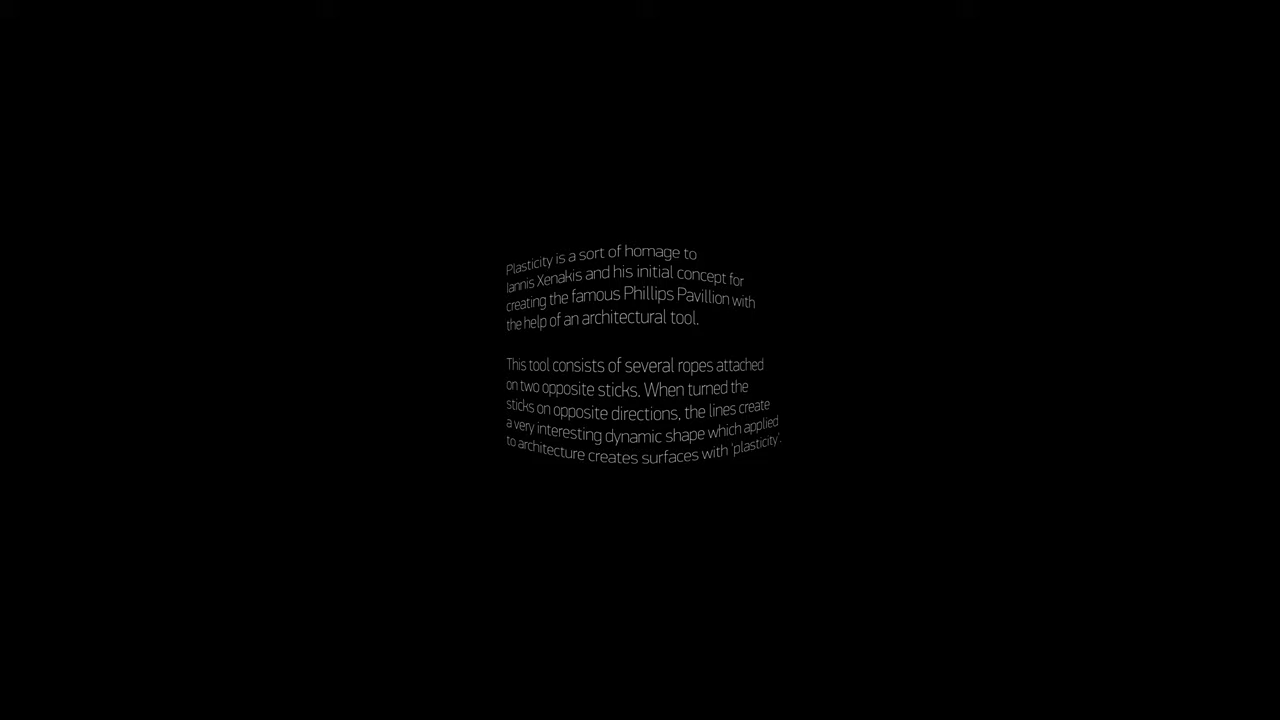 Plasticity is a sort of homage to
Iannis Xenakis and his initial concept for
creating the famous Phillips Pavillion with
the help of an architectural tool.
This tool consists of several ropes attached
on two opposite sticks. When turned the
sticks on opposite directions, the lines create
a very interesting dynamic shape which applied
to architecture creates surfaces with 'plasticity'.